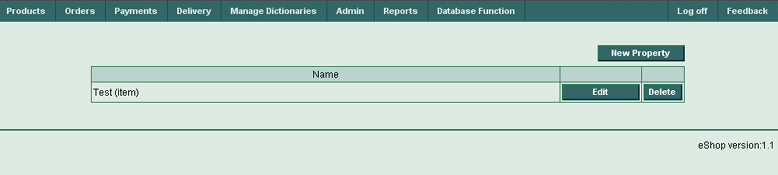 Products Orders Payments Delivery Manage Dictionaries Admin Reports Database Function Log off Feedback
New Property
Name
Test (item) Edit Delete
eShop version:1.1